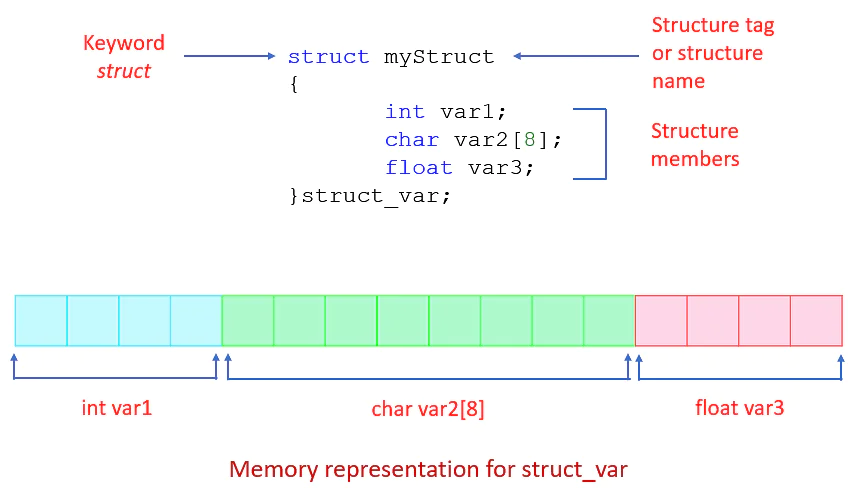 Keyword
struct
struct myStruct
Structure tag
or structure
name
{
int var1;
char var2[8];
float var3;
Structure
members
}struct_var;
int var1
char var2[8]
float var3
Memory representation for struct_var